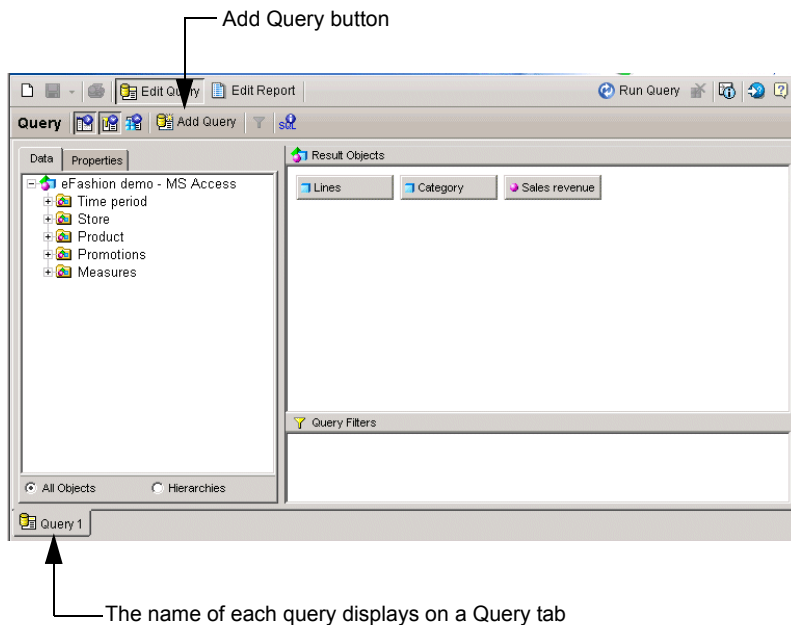 Add Query button
Edit Query Edit Report Run Query
Query Add Query SQL
Data Properties
Result Objects
eFashion demo - MS Access
Time period
Store
Product
Promotions
Measures
Lines Category Sales revenue
Query Filters
All Objects Hierarchies
Query 1
The name of each query displays on a Query tab